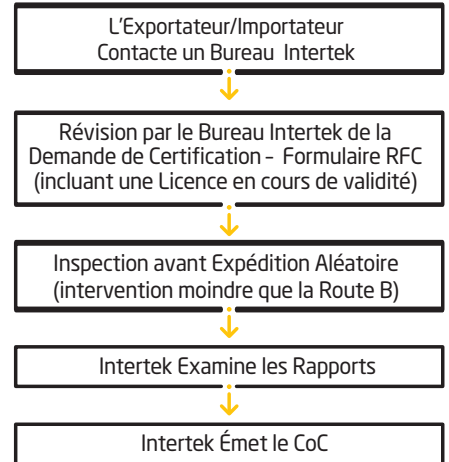 L'Exportateur/Importateur
Contacte un Bureau Intertek
Révision par le Bureau Intertek de la
Demande de Certification – Formulaire RFC
(incluant une Licence en cours de validité)
Inspection avant Expédition Aléatoire
(intervention moindre que la Route B)
Intertek Examine les Rapports
Intertek Émet le CoC